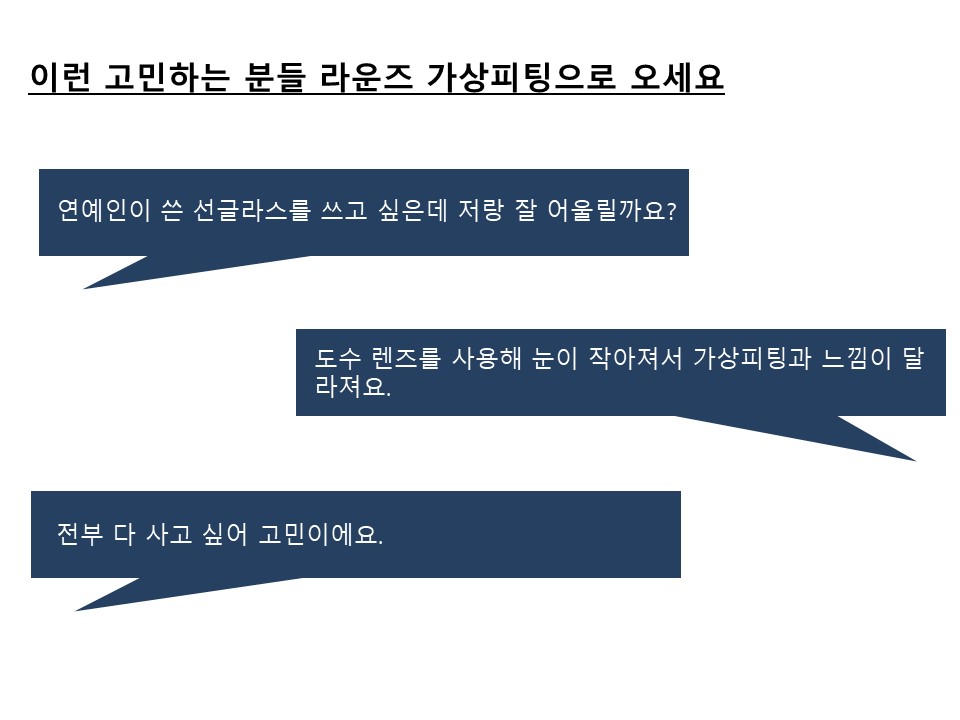 이런 고민하는 분들 라운즈 가상피팅으로 오세요
연예인이 쓴 선글라스를 쓰고 싶은데 저랑 잘 어울릴까요?
도수 렌즈를 사용해 눈이 작아져서 가상피팅과 느낌이 달
라져요.
전부 다 사고 싶어 고민이에요.